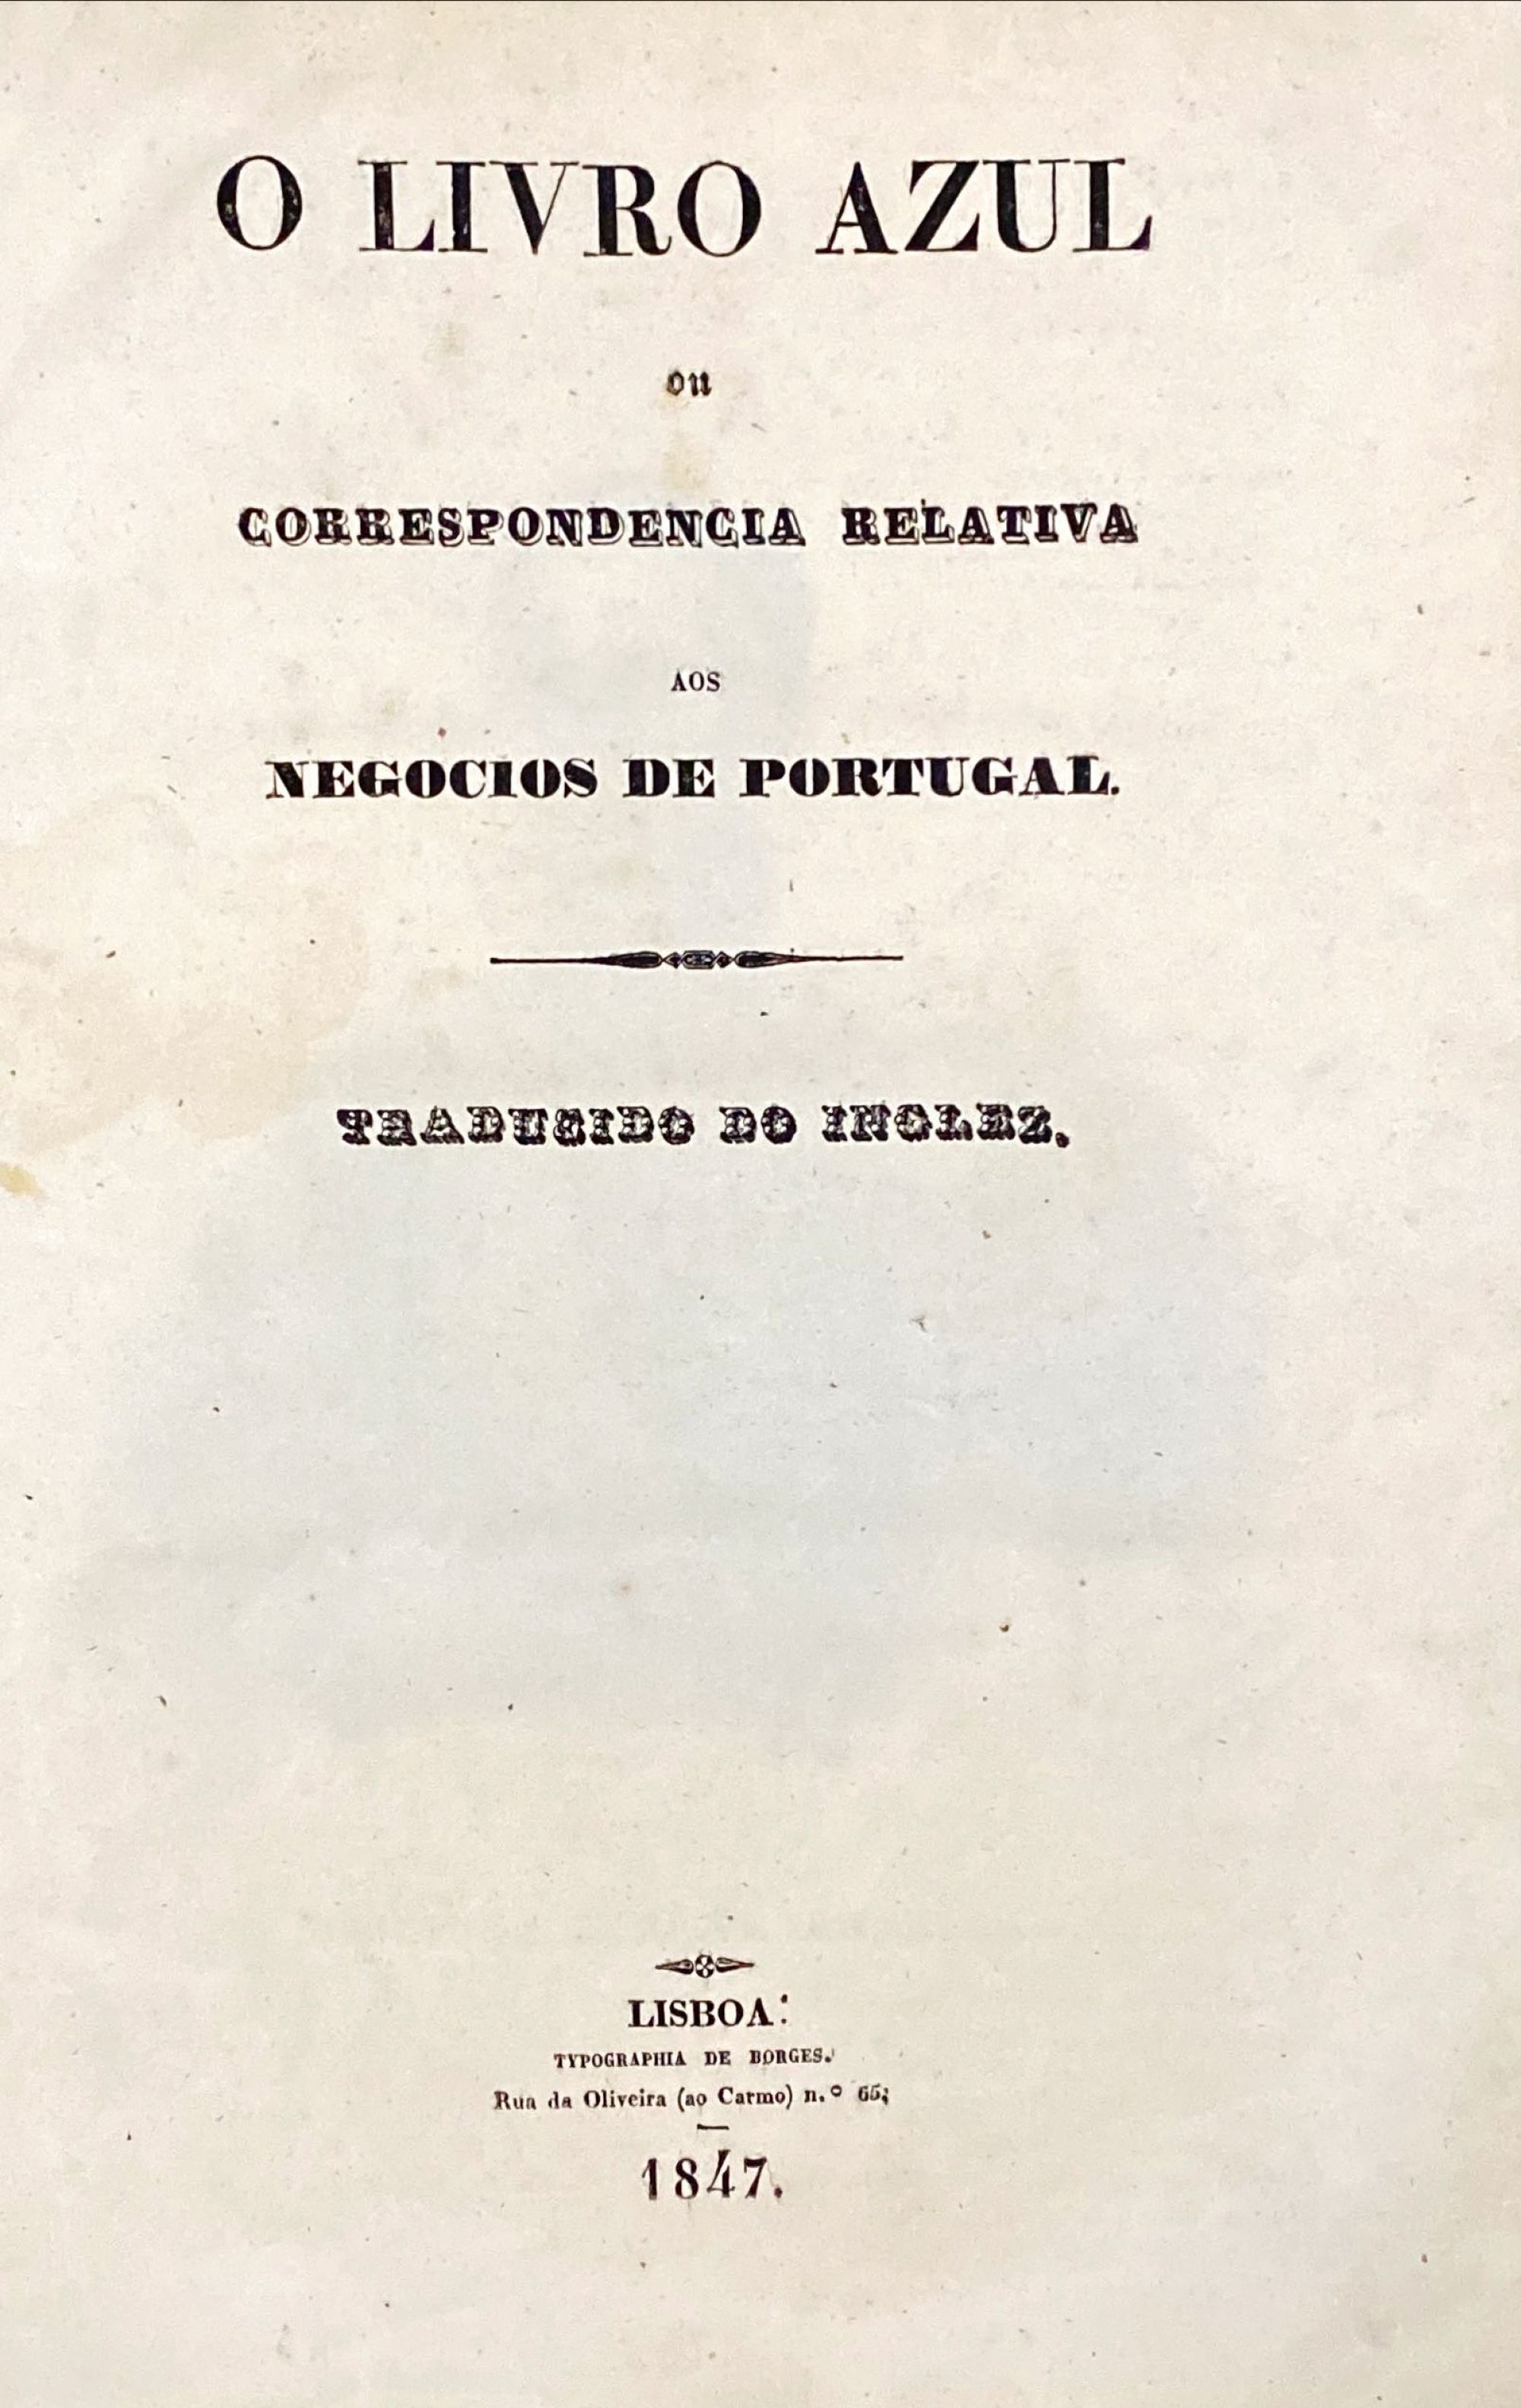 O LIVRO AZUL
ou
CORRESPONDENCIA RELATIVA
AOS
NEGOCIOS DE PORTUGAL.
TRADUSIDO DO INGLEZ.
LISBOA:
TYPOGRAPHIA DE BORGES.
Rua da Oliveira (ao Carmo) n.º 65;
1847.